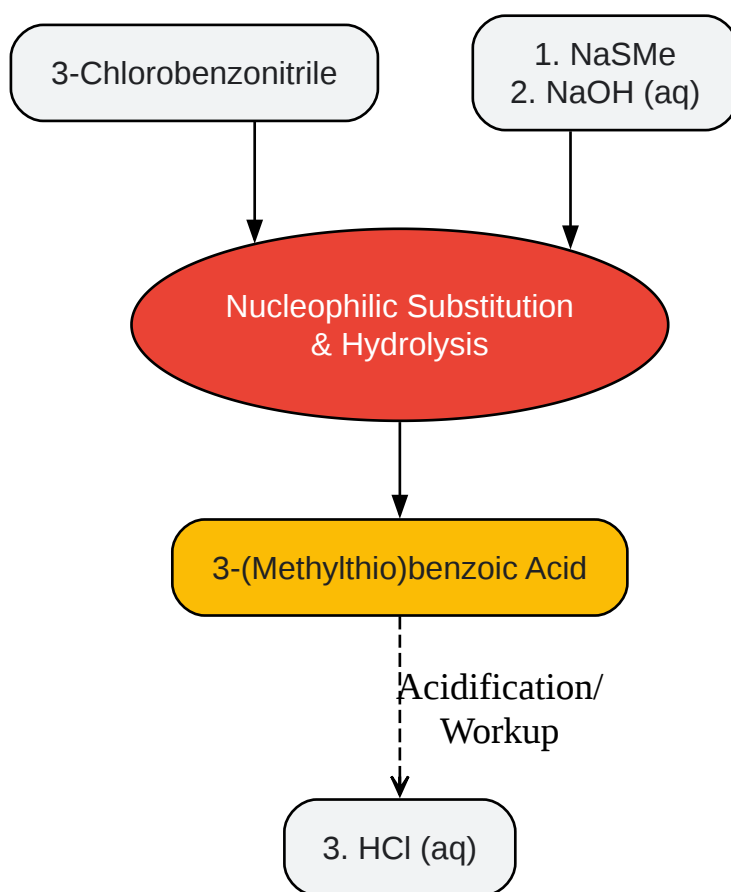 3-Chlorobenzonitrile
1. NaSMe
2. NaOH (aq)
Nucleophilic Substitution
& Hydrolysis
3-(Methylthio)benzoic Acid
Acidification/
Workup
3. HCl (aq)